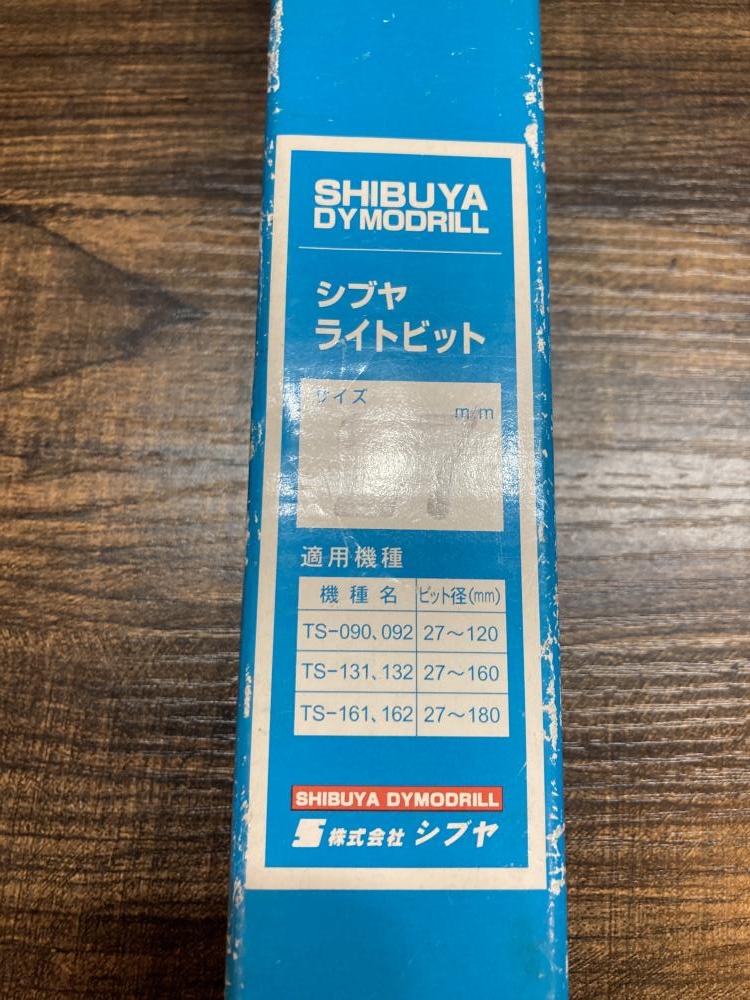 SHIBUYA
DYMODRILL
シブヤ
ライトビット
サイズ
m/m
適用機種
機種名 ビット径(mm)
TS-090、092 27～120
TS-131、132 27～160
TS-161、162 27～180
SHIBUYA DYMODRILL
株式会社 シブヤ